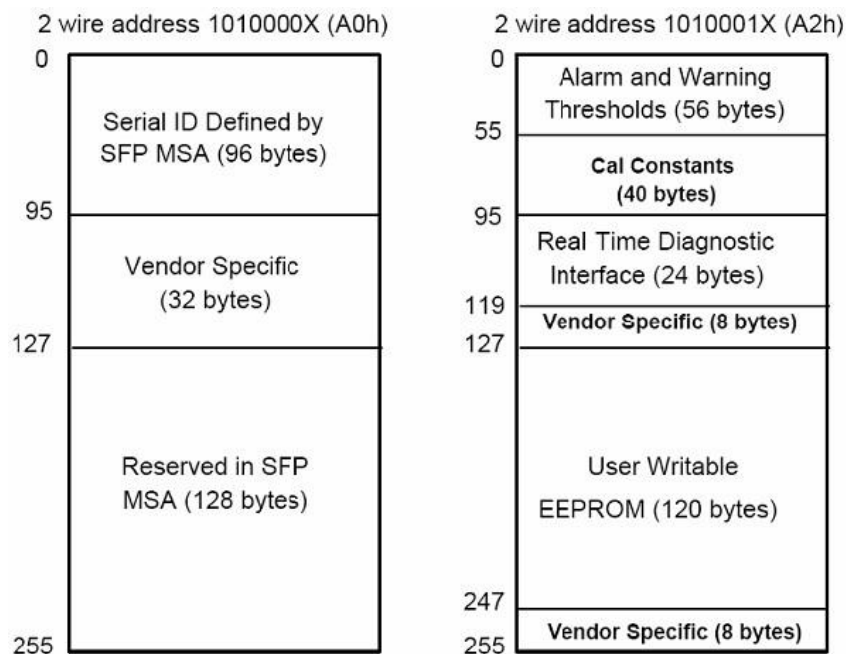 2 wire address 1010000X (A0h)
0
Serial ID Defined by
SFP MSA (96 bytes)
95
Vendor Specific
(32 bytes)
127
Reserved in SFP
MSA (128 bytes)
255
2 wire address 1010001X (A2h)
0
Alarm and Warning
Thresholds (56 bytes)
55
Cal Constants
(40 bytes)
95
Real Time Diagnostic
Interface (24 bytes)
119
Vendor Specific (8 bytes)
127
User Writable
EEPROM (120 bytes)
247
Vendor Specific (8 bytes)
255